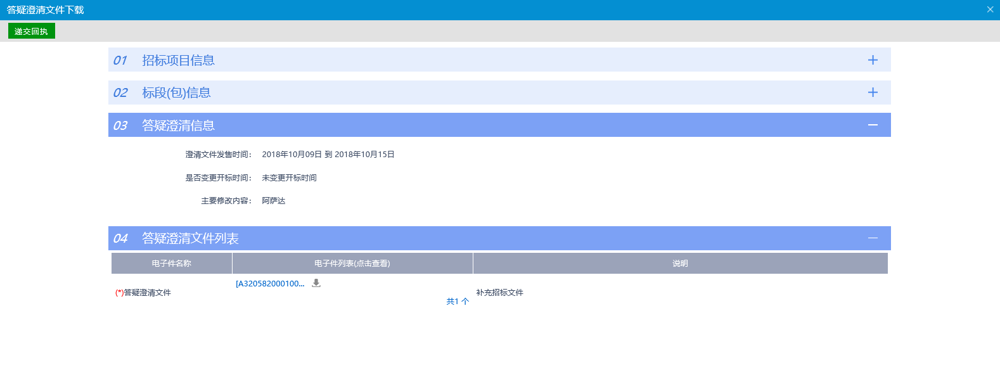 答疑澄清文件下载
递交回执
01 招标项目信息
02 标段(包)信息
03 答疑澄清信息
澄清文件发售时间： 2018年10月09日 到 2018年10月15日
是否变更开标时间： 未变更开标时间
主要修改内容： 阿萨达
04 答疑澄清文件列表
电子件名称 电子件列表(点击查看) 说明
[A320582000100...
(*)答疑澄清文件 补充招标文件
共1 个